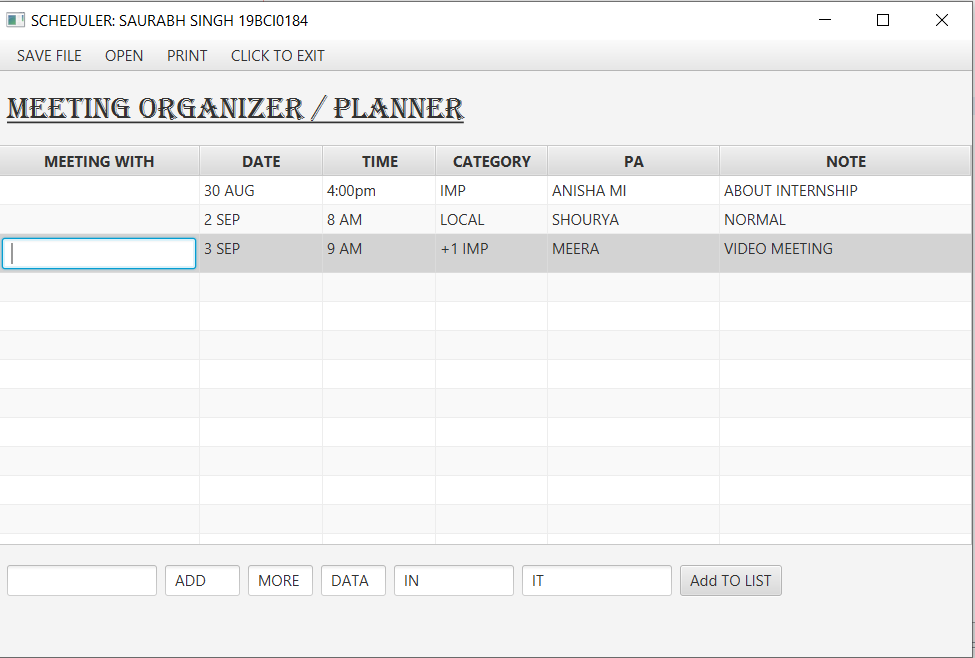 SCHEDULER: SAURABH SINGH 19BCI0184
SAVE FILE OPEN PRINT CLICK TO EXIT
MEETING ORGANIZER / PLANNER
MEETING WITH DATE TIME CATEGORY PA NOTE
30 AUG 4:00pm IMP ANISHA MI ABOUT INTERNSHIP
2 SEP 8 AM LOCAL SHOURYA NORMAL
3 SEP 9 AM +1 IMP MEERA VIDEO MEETING
ADD MORE DATA IN IT Add TO LIST